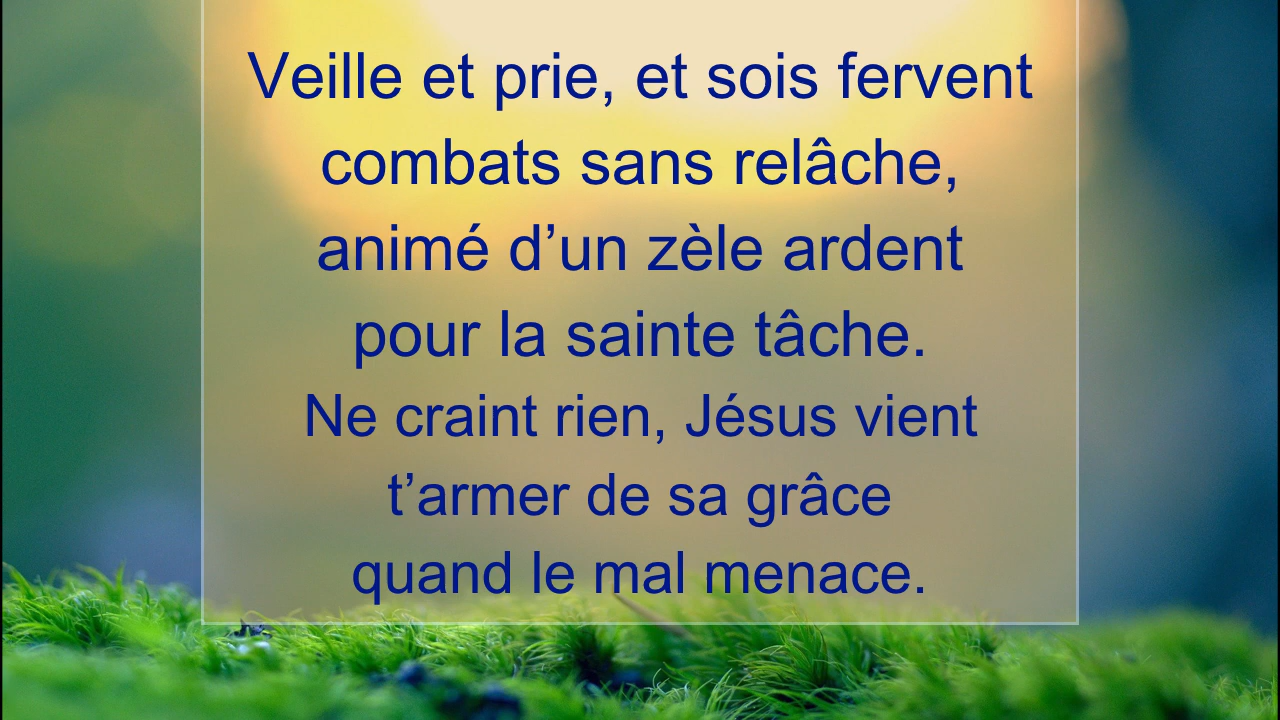 Veille et prie, et sois fervent
combats sans relâche,
animé d’un zèle ardent
pour la sainte tâche.
Ne craint rien, Jésus vient
t’armer de sa grâce
quand le mal menace.